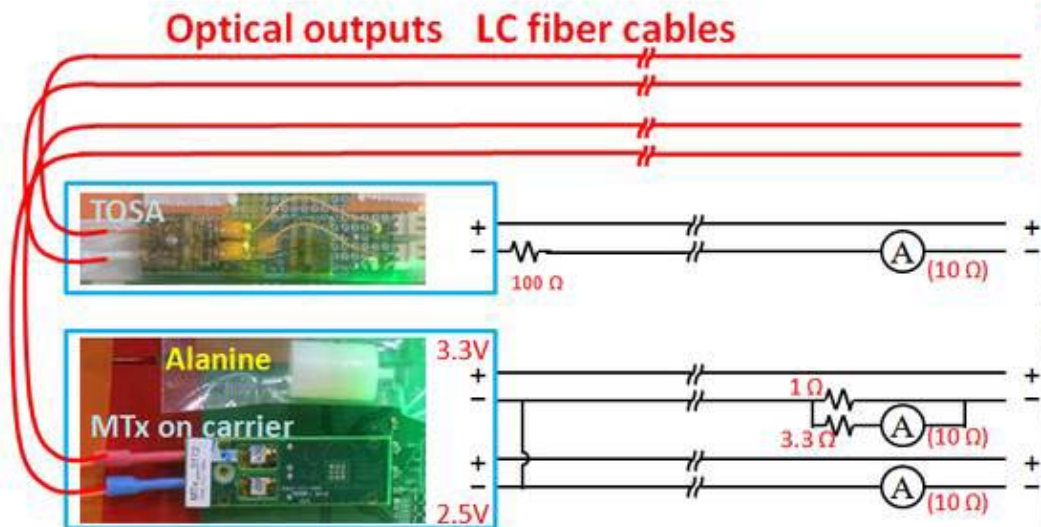 Optical outputs LC fiber cables
TOSA
+
−
100 Ω
A
(10 Ω)
+
−
Alanine
MTx on carrier
3.3V
2.5V
+
−
1 Ω
3.3 Ω
A
(10 Ω)
+
−
+
−
A
(10 Ω)
+
−